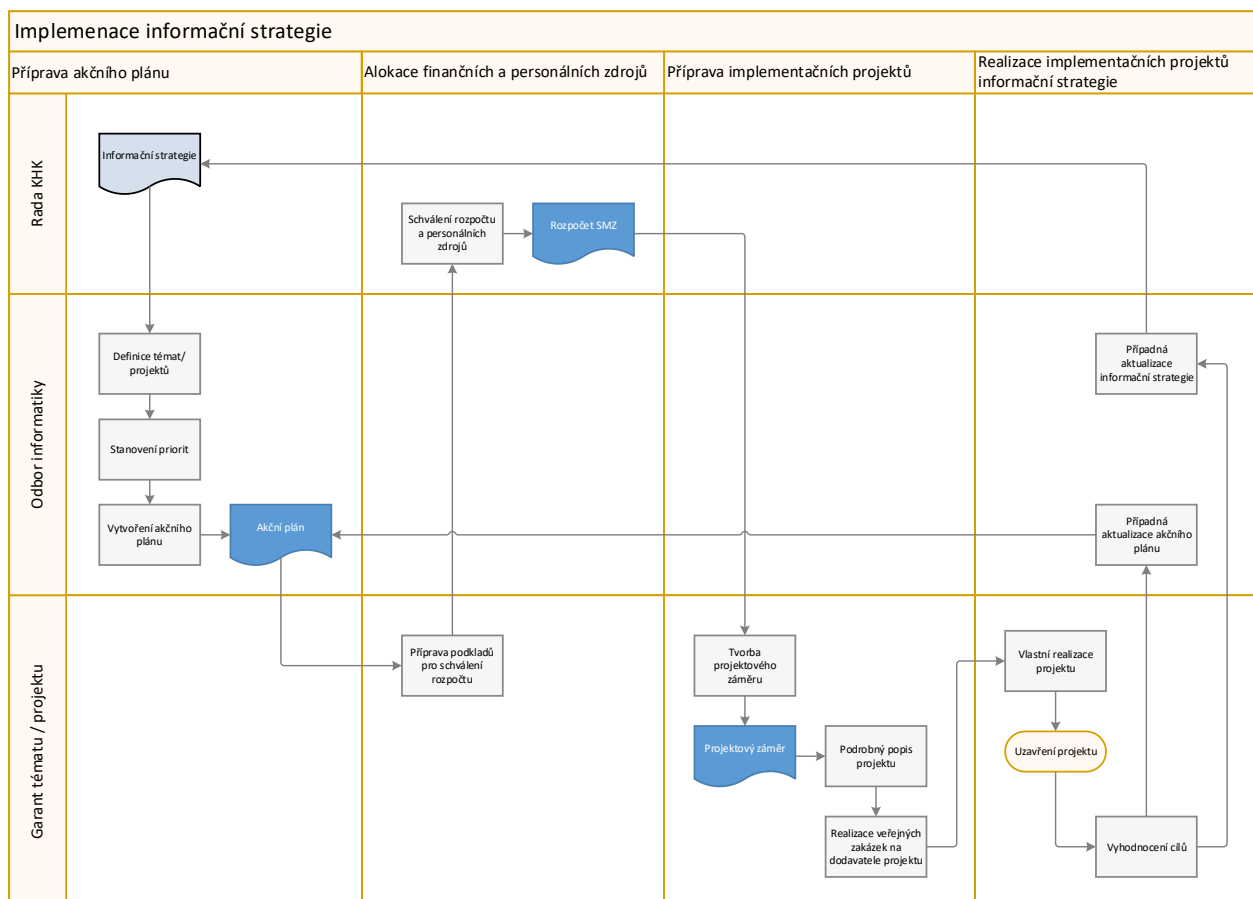 Implemenace informační strategie
Příprava akčního plánu
Alokace finančních a personálních zdrojů
Příprava implementačních projektů
Realizace implementačních projektů
informační strategie
Rada KHK
Informační strategie
Schválení rozpočtu
a personálních
zdrojů
Rozpočet SMZ
Odbor informatiky
Definice témat/
projektů
Stanovení priorit
Vytvoření akčního
plánu
Akční plán
Případná
aktualizace
informační strategie
Případná
aktualizace akčního
plánu
Garant tématu / projektu
Příprava podkladů
pro schválení
rozpočtu
Tvorba
projektového
záměru
Projektový záměr
Podrobný popis
projektu
Realizace veřejných
zakázek na
dodavatele projektu
Vlastní realizace
projektu
Uzavření projektu
Vyhodnocení cílů